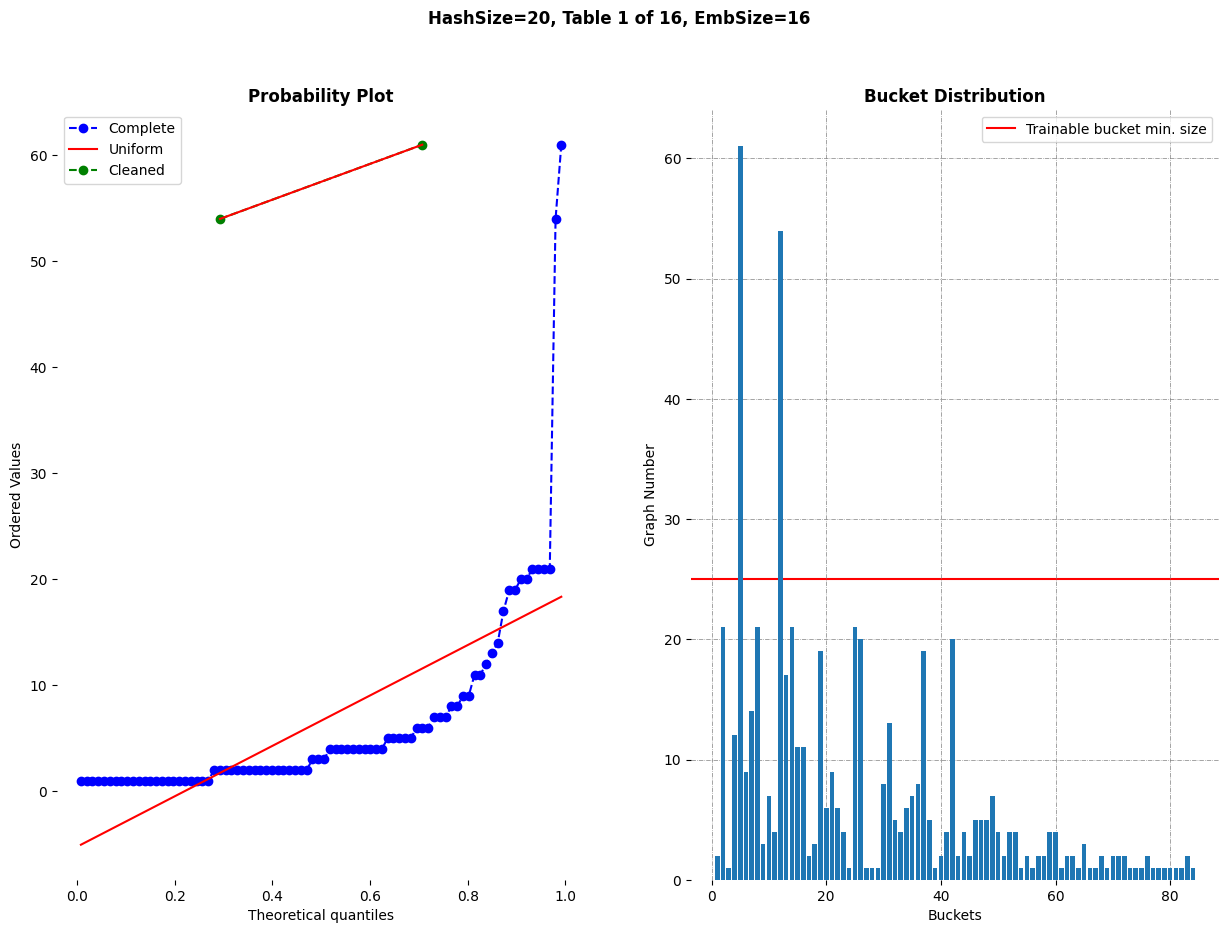 HashSize=20, Table 1 of 16, EmbSize=16
Probability Plot
Complete
Uniform
Cleaned
Ordered Values
60
50
40
30
20
10
0
0.0 0.2 0.4 0.6 0.8 1.0
Theoretical quantiles
Bucket Distribution
Trainable bucket min. size
Graph Number
60
50
40
30
20
10
0
0 20 40 60 80
Buckets